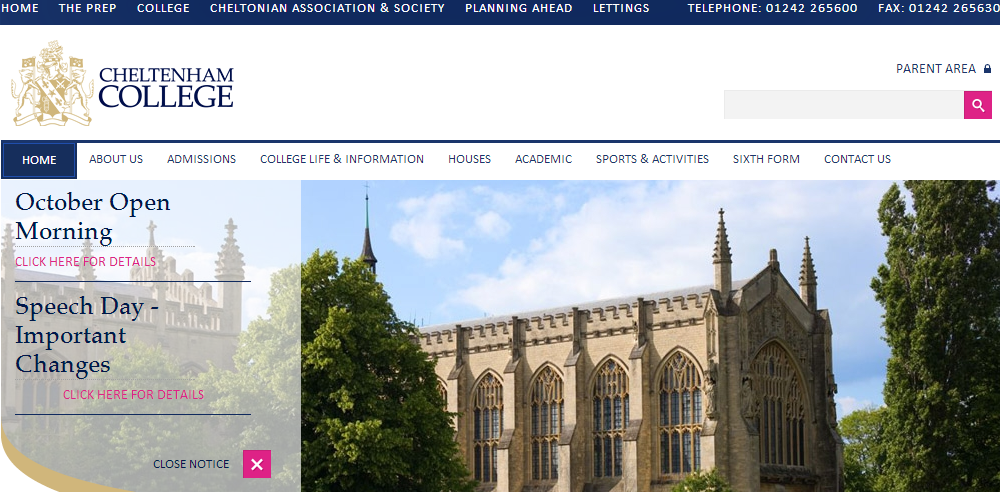 HOME THE PREP COLLEGE CHELTONIAN ASSOCIATION & SOCIETY PLANNING AHEAD LETTINGS TELEPHONE: 01242 265600 FAX: 01242 265630
CHELTENHAM
COLLEGE
PARENT AREA
HOME ABOUT US ADMISSIONS COLLEGE LIFE & INFORMATION HOUSES ACADEMIC SPORTS & ACTIVITIES SIXTH FORM CONTACT US
October Open
Morning
CLICK HERE FOR DETAILS
Speech Day -
Important
Changes
CLICK HERE FOR DETAILS
CLOSE NOTICE